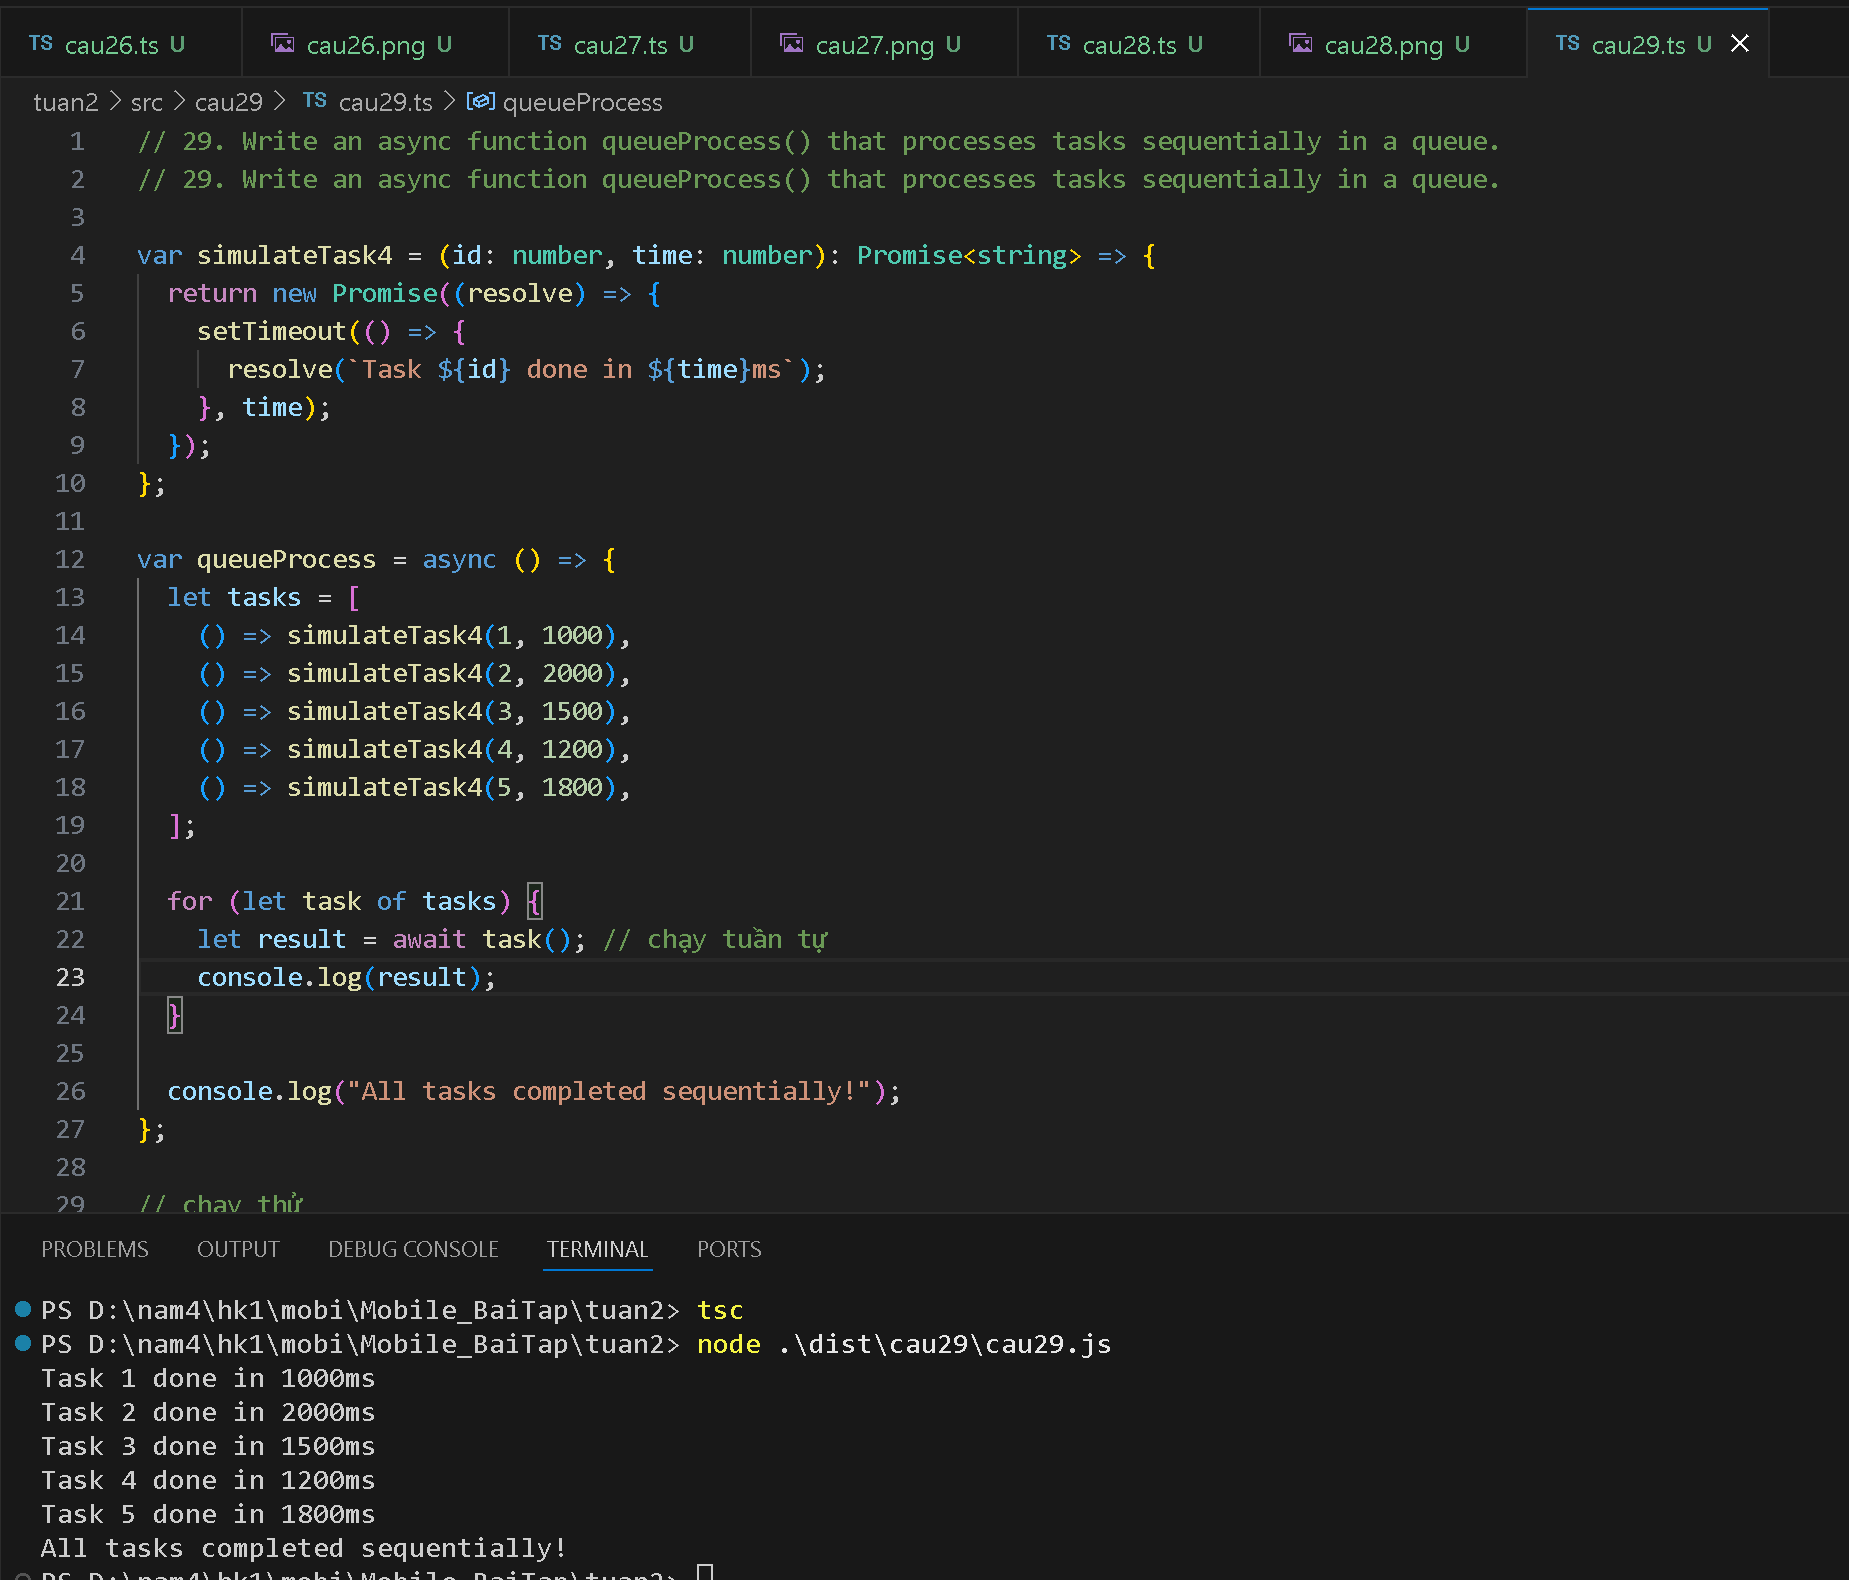 TS cau26.ts U cau26.png U TS cau27.ts U cau27.png U TS cau28.ts U cau28.png U TS cau29.ts U
tuan2 > src > cau29 > TS cau29.ts > queueProcess
1 // 29. Write an async function queueProcess() that processes tasks sequentially in a queue.
2 // 29. Write an async function queueProcess() that processes tasks sequentially in a queue.
3
4 var simulateTask4 = (id: number, time: number): Promise<string> => {
5 return new Promise((resolve) => {
6 setTimeout(() => {
7 resolve(`Task ${id} done in ${time}ms`);
8 }, time);
9 });
10 };
11
12 var queueProcess = async () => {
13 let tasks = [
14 () => simulateTask4(1, 1000),
15 () => simulateTask4(2, 2000),
16 () => simulateTask4(3, 1500),
17 () => simulateTask4(4, 1200),
18 () => simulateTask4(5, 1800),
19 ];
20
21 for (let task of tasks) {
22 let result = await task(); // chạy tuần tự
23 console.log(result);
24 }
25
26 console.log("All tasks completed sequentially!");
27 };
28
29 // chạy thử
PROBLEMS OUTPUT DEBUG CONSOLE TERMINAL PORTS
PS D:\nam4\hk1\mobi\Mobile_BaiTap\tuan2> tsc
PS D:\nam4\hk1\mobi\Mobile_BaiTap\tuan2> node .\dist\cau29\cau29.js
Task 1 done in 1000ms
Task 2 done in 2000ms
Task 3 done in 1500ms
Task 4 done in 1200ms
Task 5 done in 1800ms
All tasks completed sequentially!
PS D:\nam4\hk1\mobi\Mobile_BaiTap\tuan2>